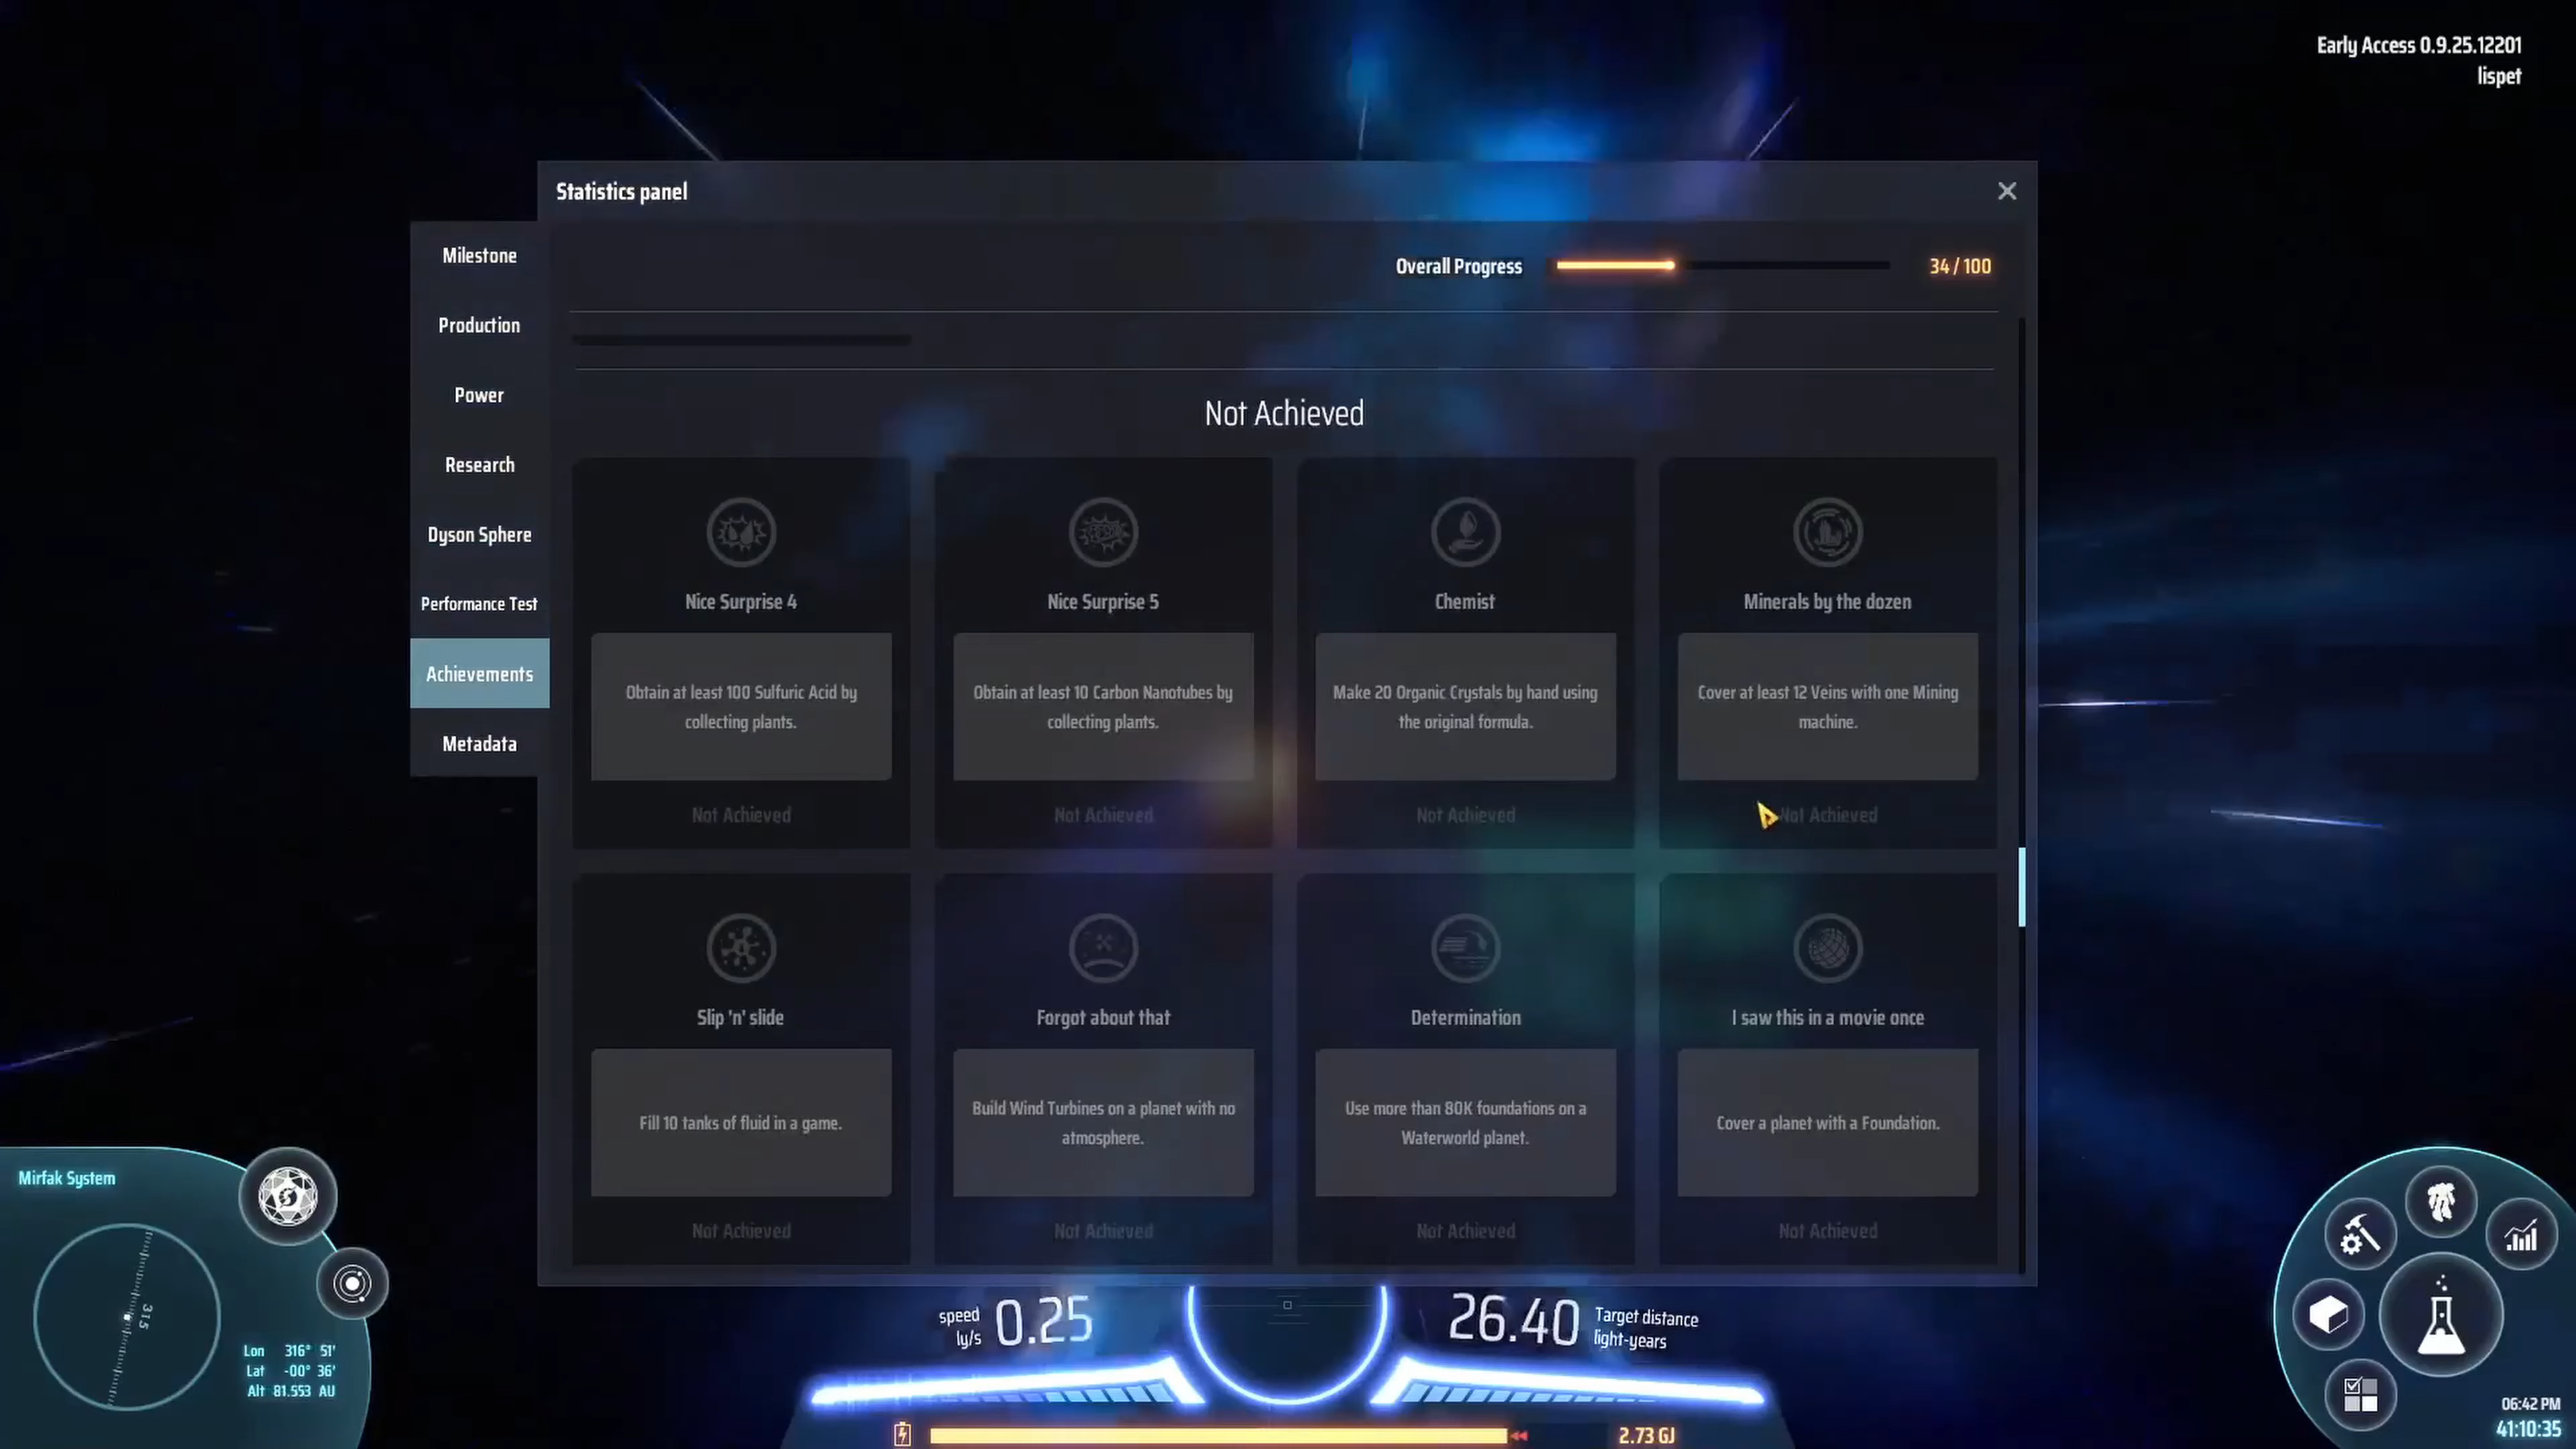 Early Access 0.9.25.12201
lispet
Statistics panel
Milestone
Production
Power
Research
Dyson Sphere
Performance Test
Achievements
Metadata
Overall Progress
34 / 100
Not Achieved
Nice Surprise 4
Obtain at least 100 Sulfuric Acid by
collecting plants.
Not Achieved
Nice Surprise 5
Obtain at least 10 Carbon Nanotubes by
collecting plants.
Not Achieved
Chemist
Make 20 Organic Crystals by hand using
the original formula.
Not Achieved
Minerals by the dozen
Cover at least 12 Veins with one Mining
machine.
Not Achieved
Slip 'n' slide
Fill 10 tanks of fluid in a game.
Not Achieved
Forgot about that
Build Wind Turbines on a planet with no
atmosphere.
Not Achieved
Determination
Use more than 80K foundations on a
Waterworld planet.
Not Achieved
I saw this in a movie once
Cover a planet with a Foundation.
Not Achieved
Mirfak System
315
Lon 316° 51'
Lat -00° 36'
Alt 81.553 AU
speed
ly/s
0.25
26.40
Target distance
light-years
2.73 GJ
06:42 PM
41:10:35